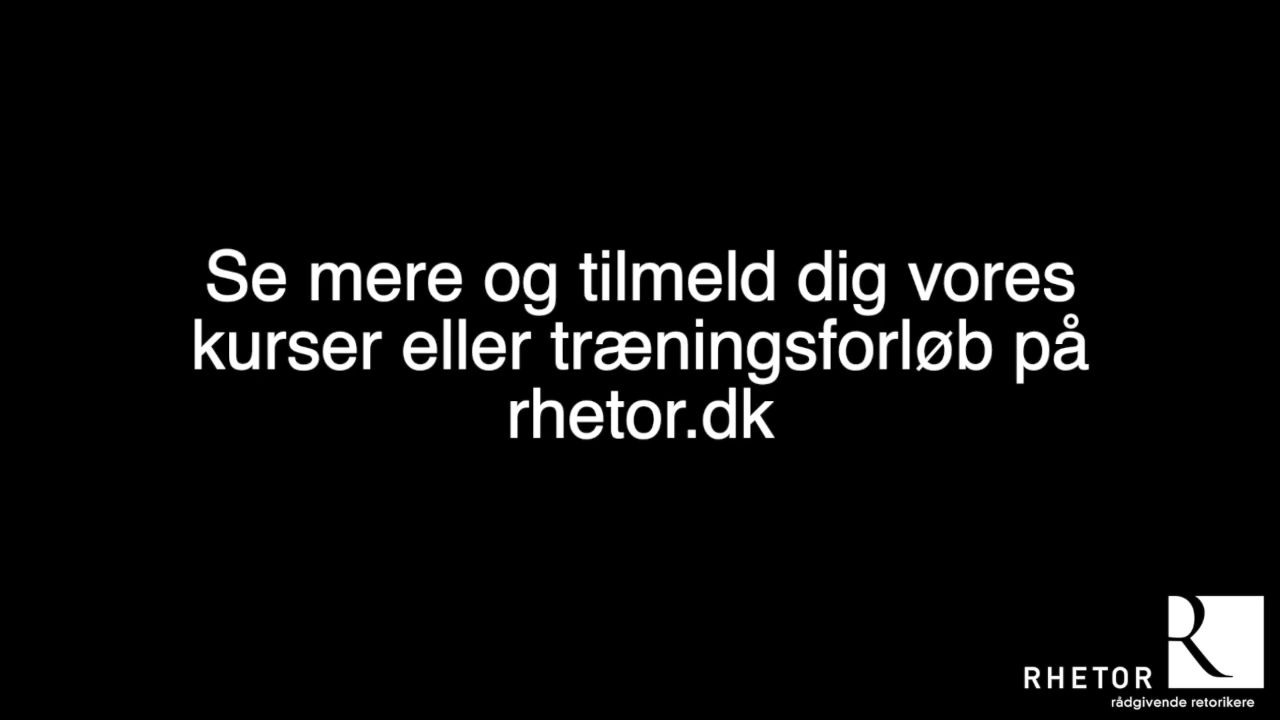 Se mere og tilmeld dig vores
kurser eller træningsforløb på
rhetor.dk
RHETOR
rådgivende retorikere